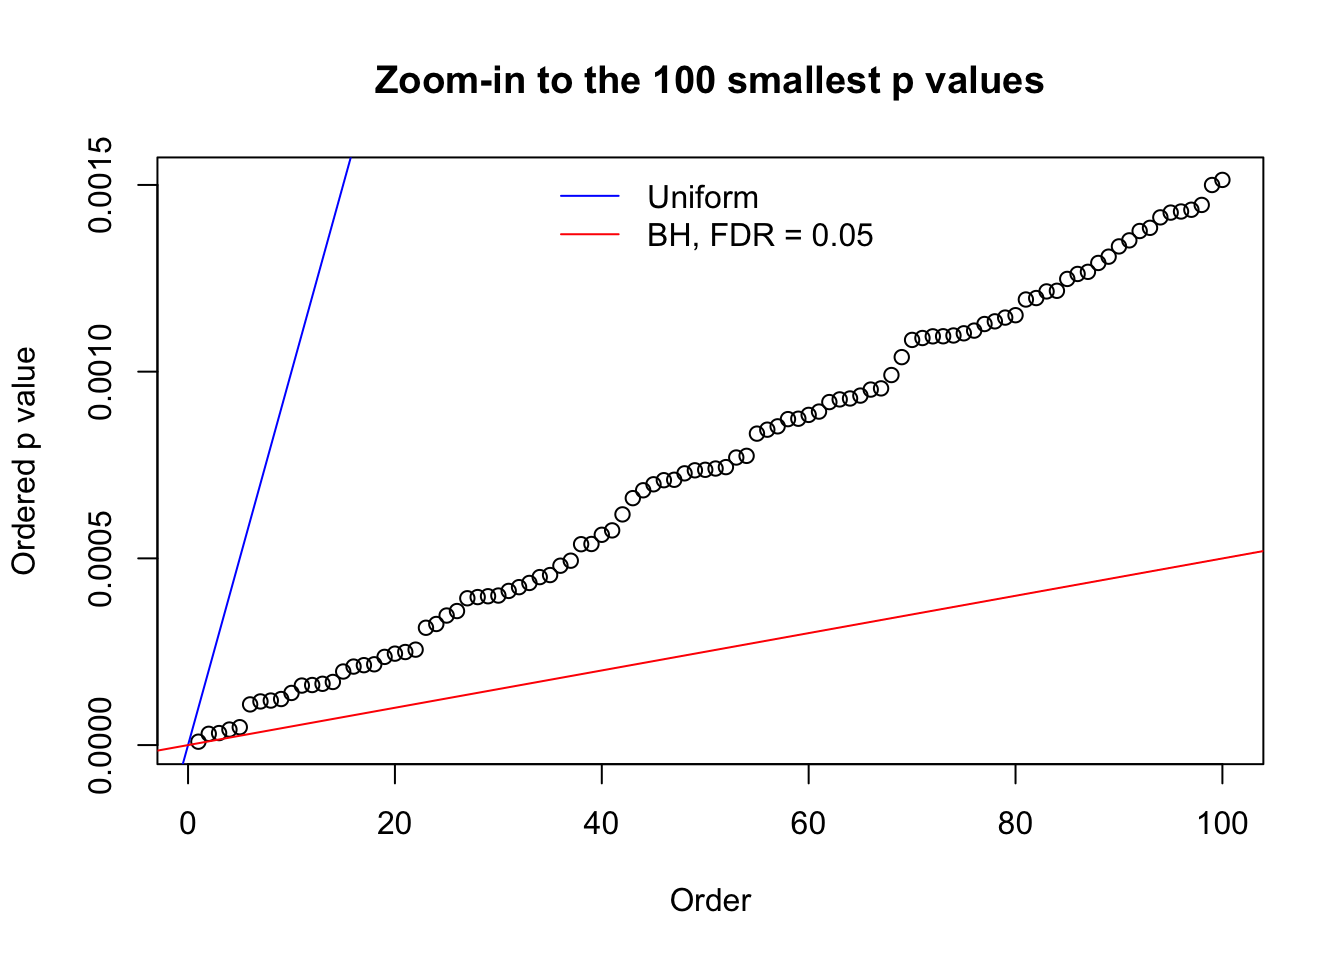 Zoom-in to the 100 smallest p values
Uniform
BH, FDR = 0.05
Ordered p value
0.0015
0.0010
0.0005
0.0000
0 20 40 60 80 100
Order